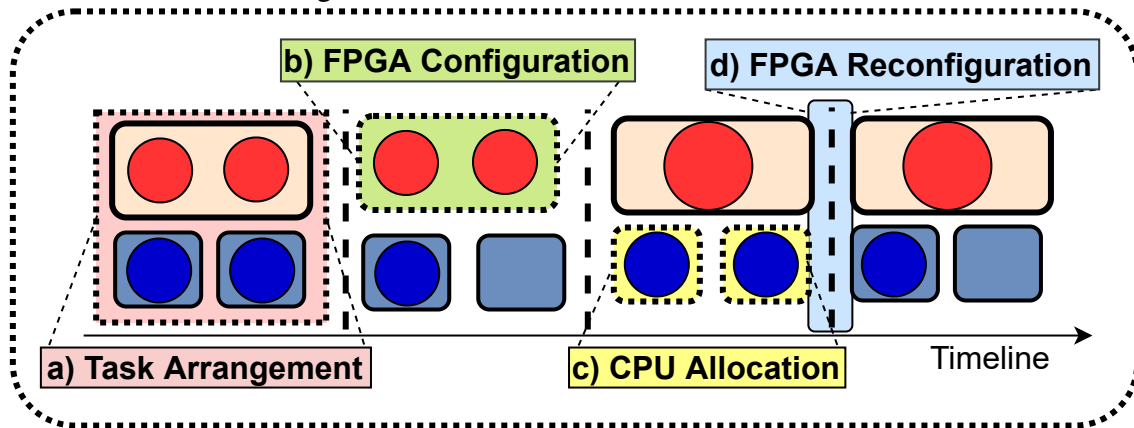 b) FPGA Configuration
d) FPGA Reconfiguration
a) Task Arrangement
c) CPU Allocation
Timeline